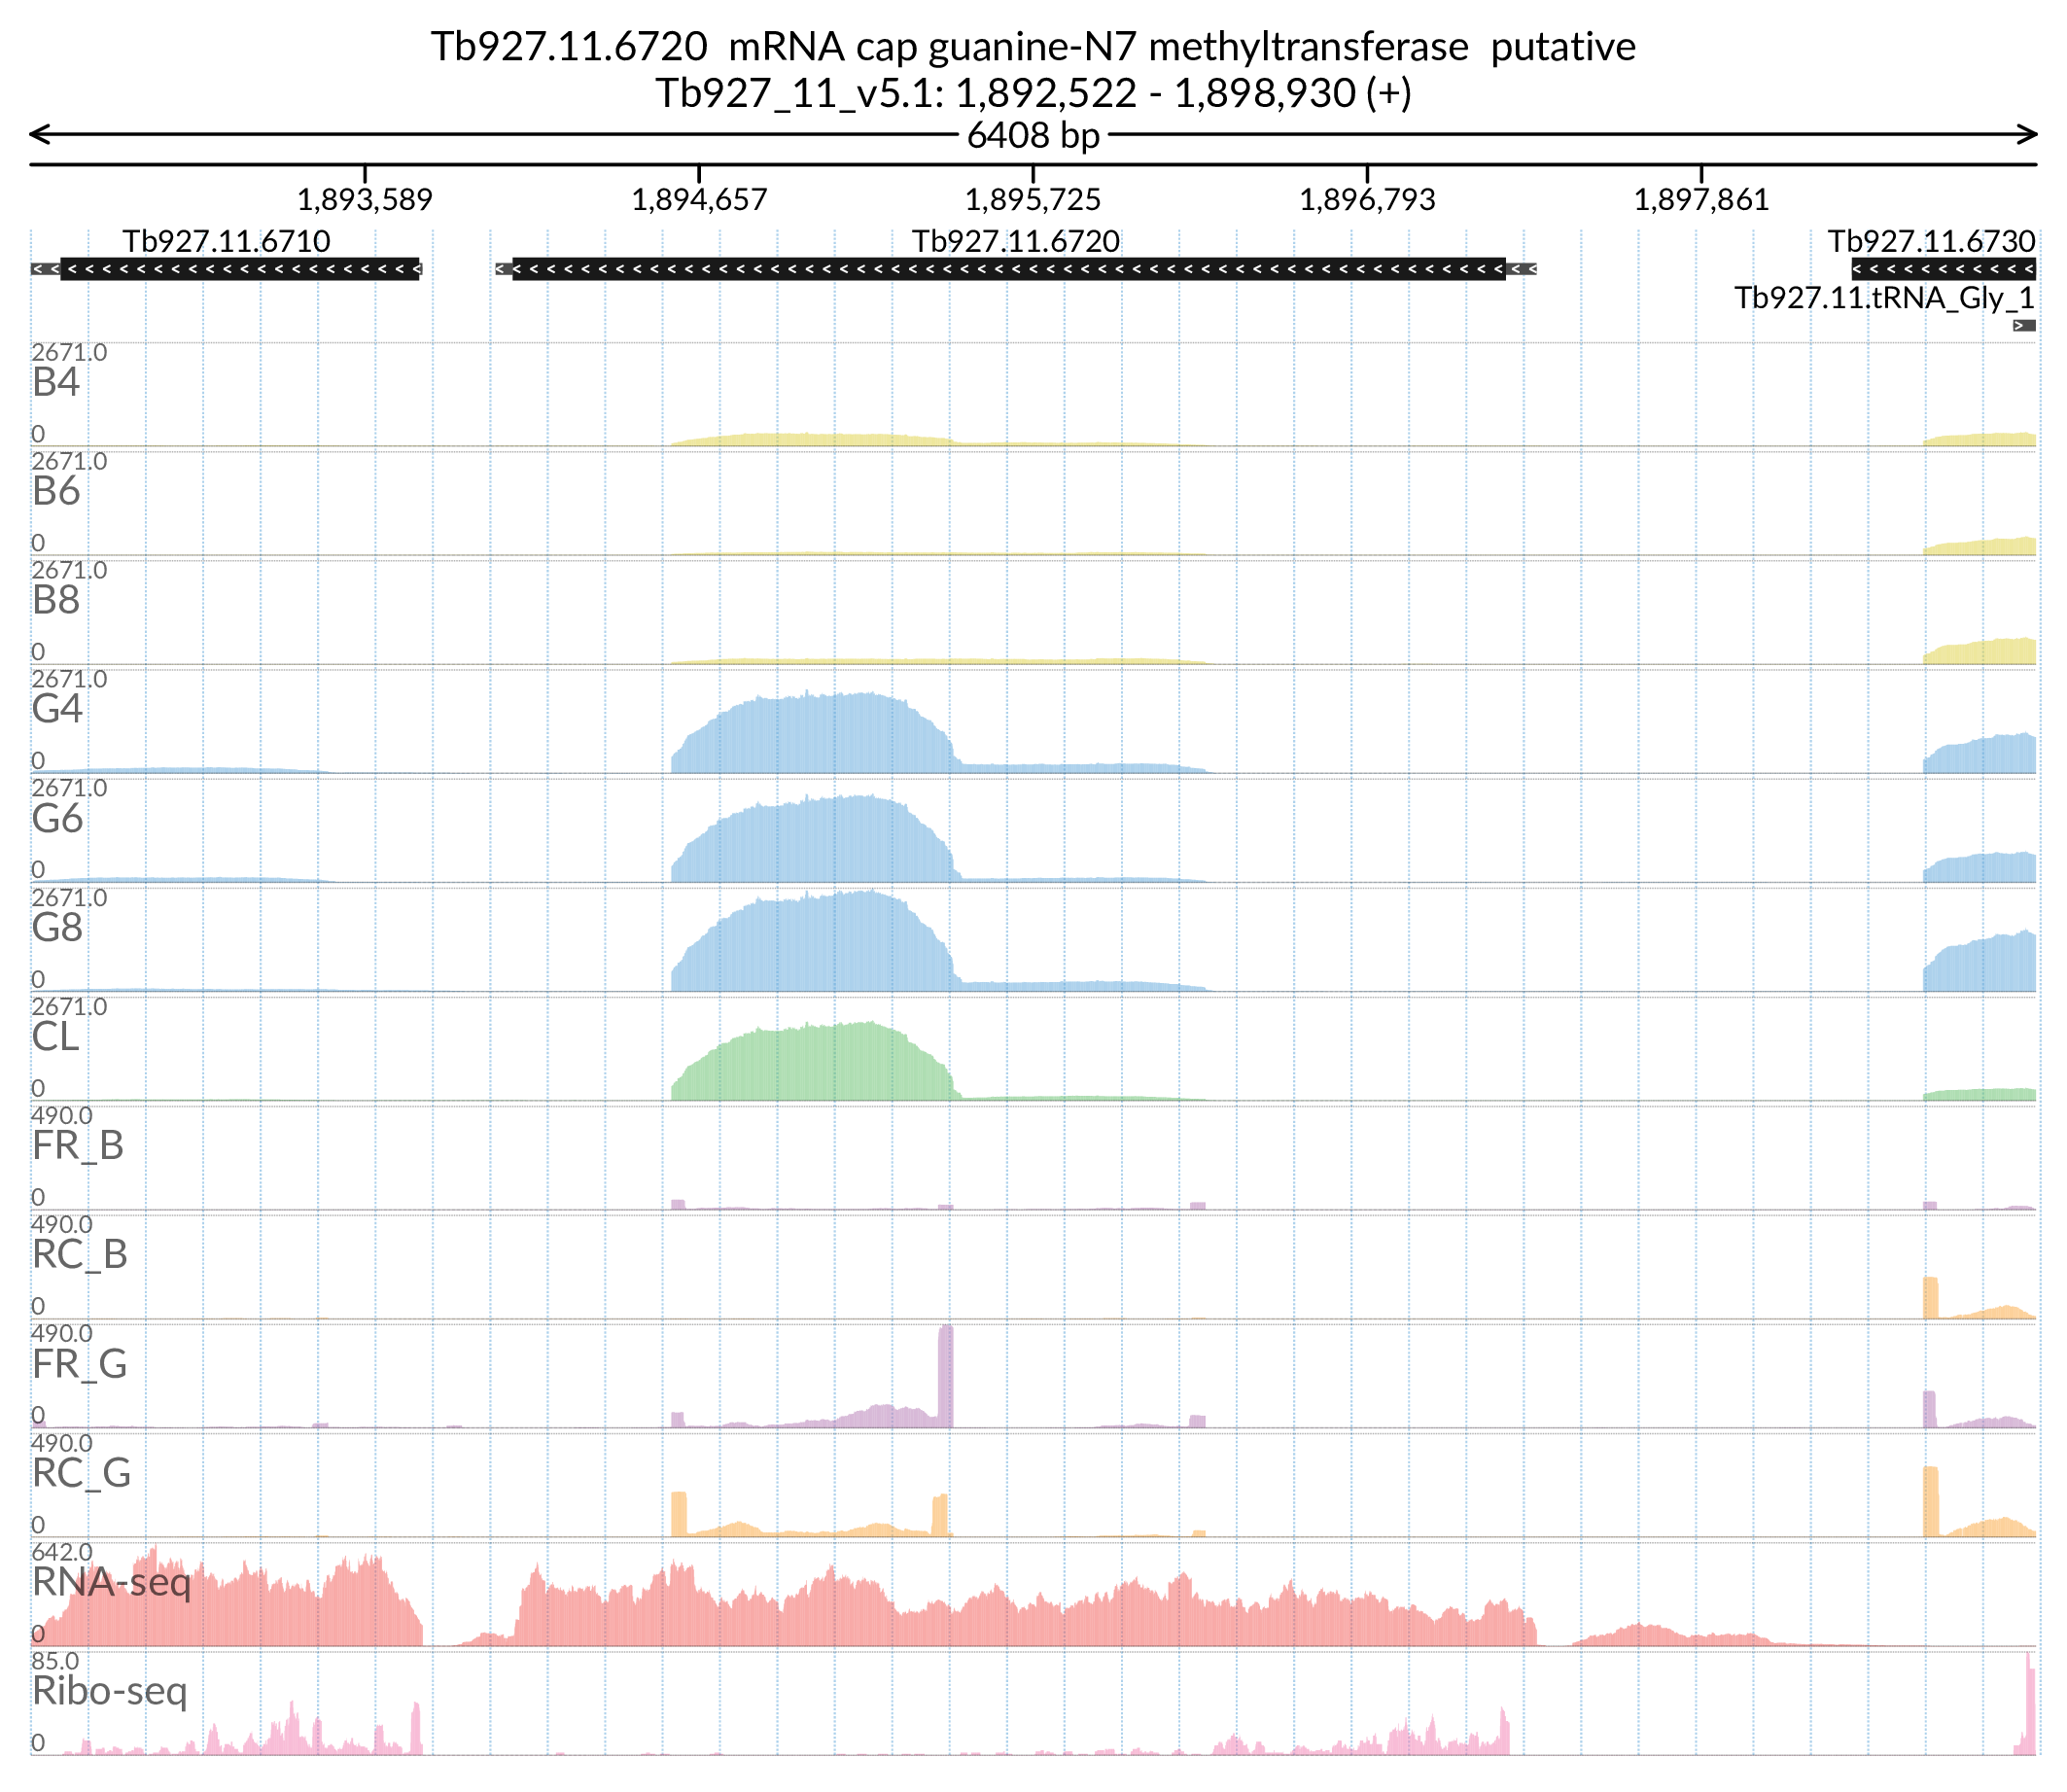 Tb927.11.6720  mRNA cap guanine-N7 methyltransferase  putative
Tb927_11_v5.1: 1,892,522 - 1,898,930 (+)
6408 bp
1,893,589 1,894,657 1,895,725 1,896,793 1,897,861
Tb927.11.6710 Tb927.11.6720 Tb927.11.6730
Tb927.11.tRNA_Gly_1
2671.0
B4
0
2671.0
B6
0
2671.0
B8
0
2671.0
G4
0
2671.0
G6
0
2671.0
G8
0
2671.0
CL
0
490.0
FR_B
0
490.0
RC_B
0
490.0
FR_G
0
490.0
RC_G
0
642.0
RNA-seq
0
85.0
Ribo-seq
0